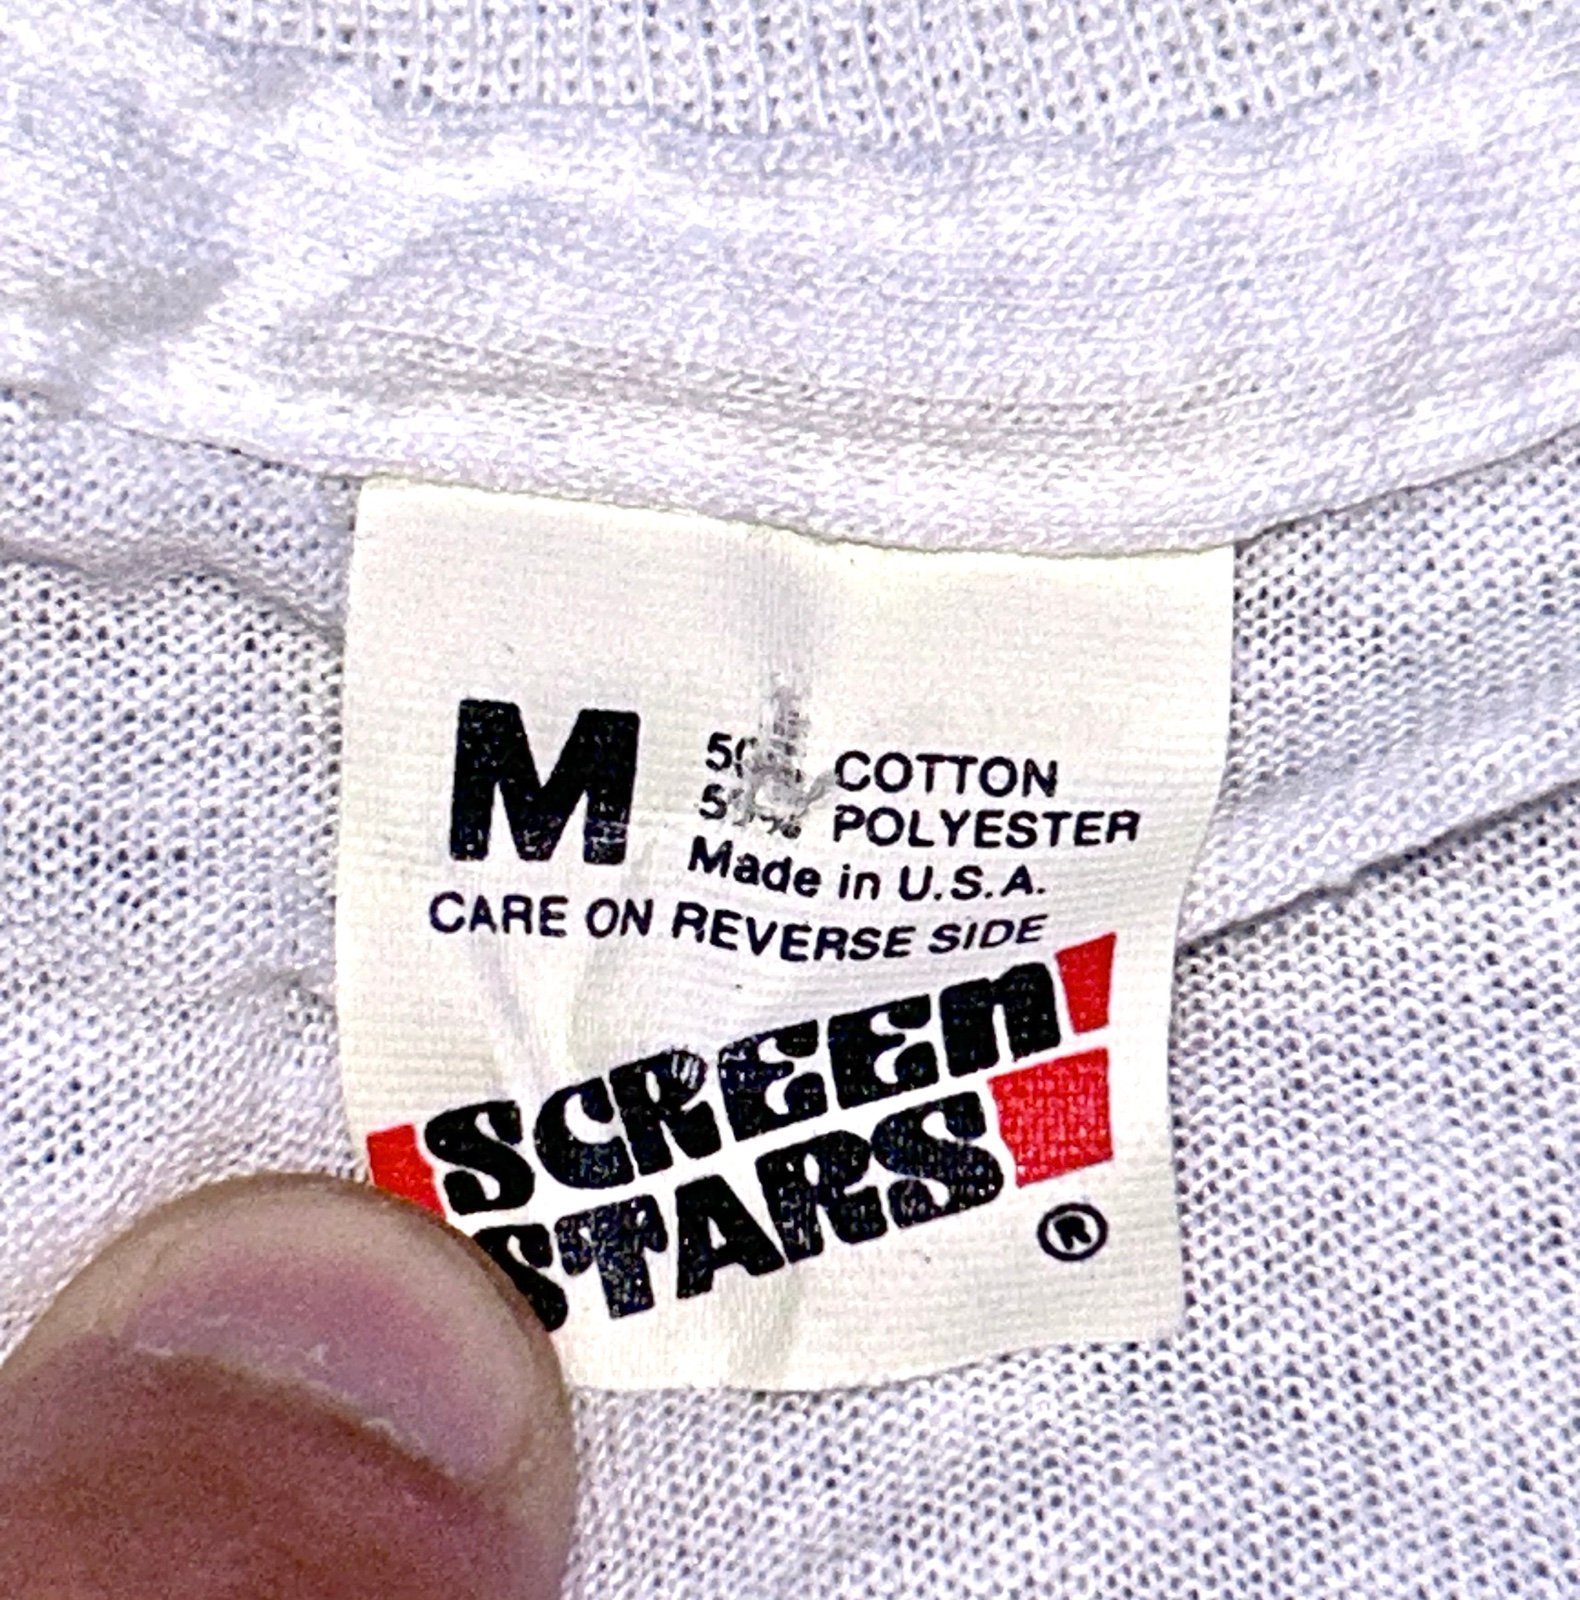 M
COTTON
POLYESTER
Made in U.S.A.
CARE ON REVERSE SIDE
SCREEN
STARS
®